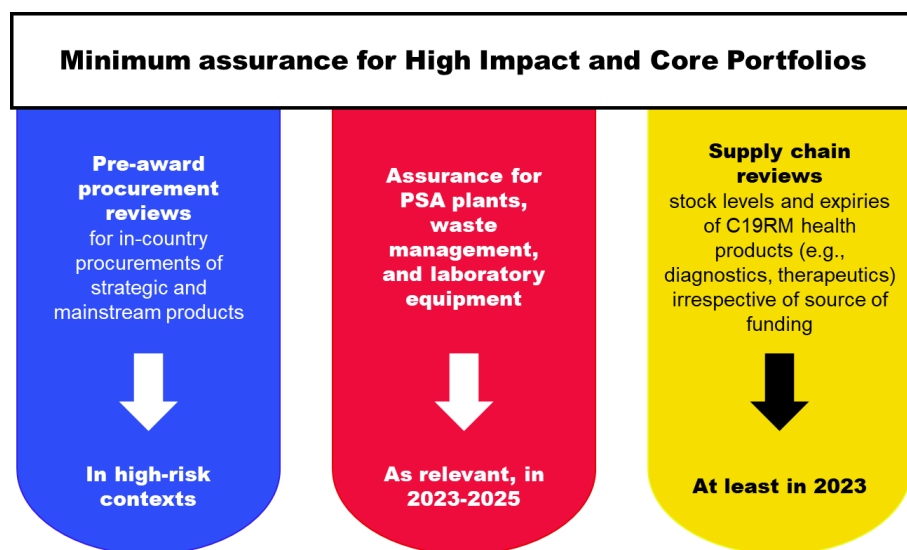 Minimum assurance for High Impact and Core Portfolios
Pre-award
procurement
reviews
for in-country
procurements of
strategic and
mainstream products
In high-risk
contexts
Assurance for
PSA plants,
waste
management,
and laboratory
equipment
As relevant, in
2023-2025
Supply chain
reviews
stock levels and expiries
of C19RM health
products (e.g.,
diagnostics, therapeutics)
irrespective of source of
funding
At least in 2023